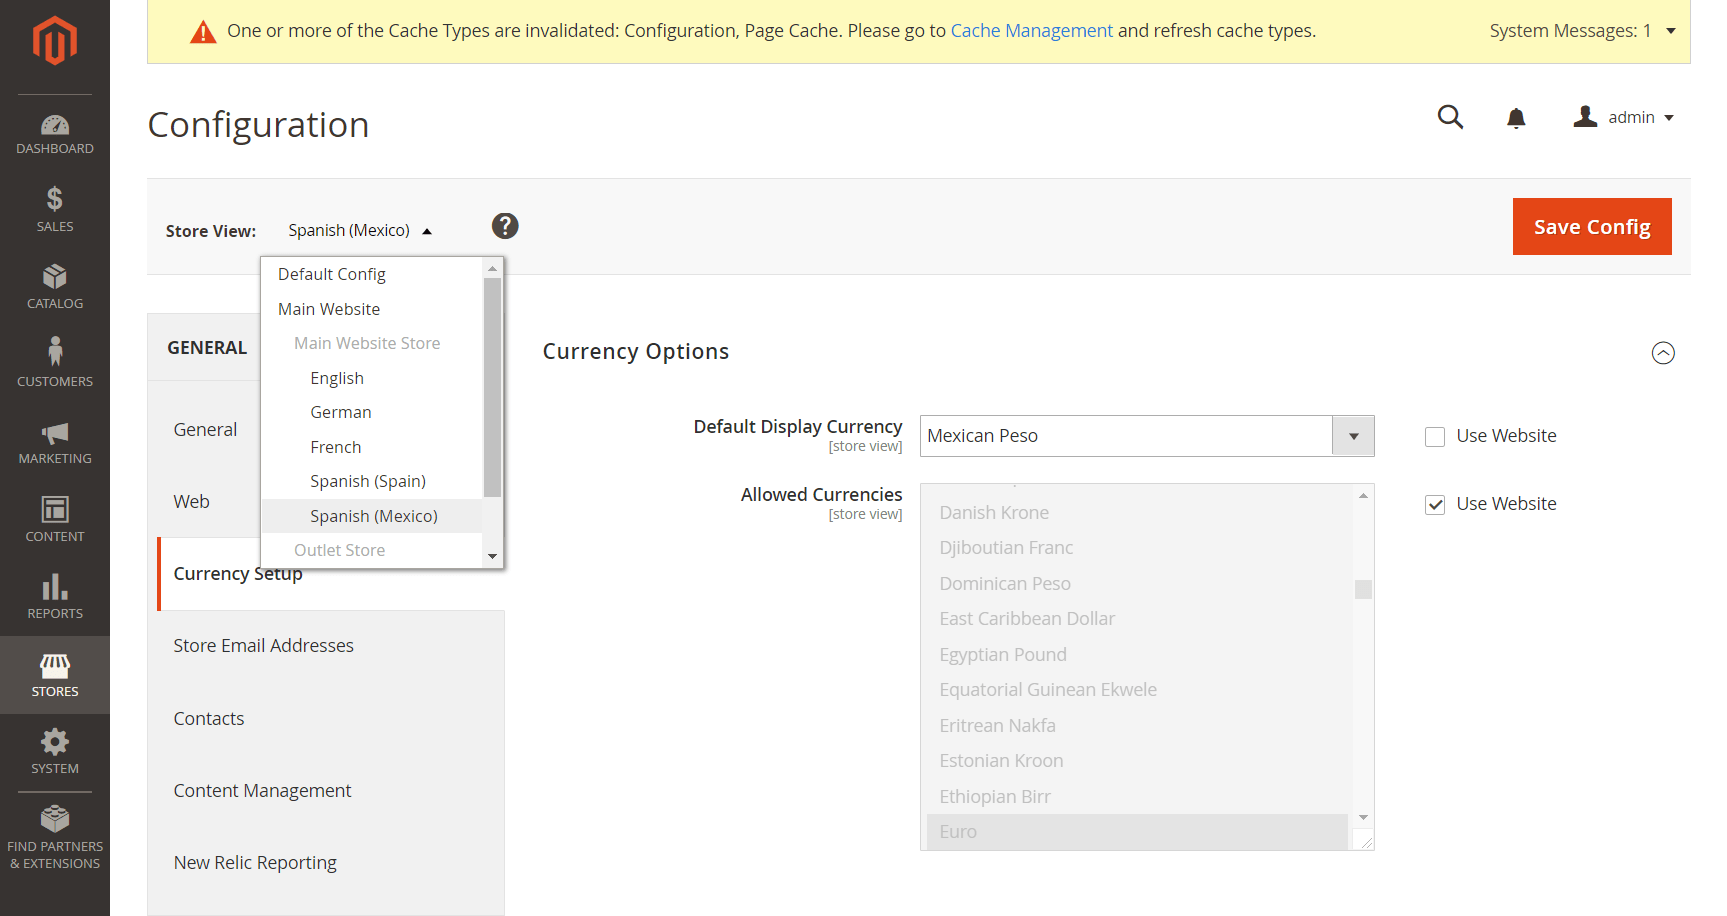 One or more of the Cache Types are invalidated: Configuration, Page Cache. Please go to Cache Management and refresh cache types.
System Messages: 1
Configuration
admin
DASHBOARD
SALES
CATALOG
CUSTOMERS
MARKETING
CONTENT
REPORTS
STORES
SYSTEM
FIND PARTNERS
& EXTENSIONS
Store View:
Spanish (Mexico)
?
Save Config
Default Config
Main Website
Main Website Store
English
German
French
Spanish (Spain)
Spanish (Mexico)
Outlet Store
GENERAL
General
Web
Currency Setup
Store Email Addresses
Contacts
Content Management
New Relic Reporting
Currency Options
Default Display Currency
[store view]
Mexican Peso
Use Website
Allowed Currencies
[store view]
Danish Krone
Djiboutian Franc
Dominican Peso
East Caribbean Dollar
Egyptian Pound
Equatorial Guinean Ekwele
Eritrean Nakfa
Estonian Kroon
Ethiopian Birr
Euro
Use Website